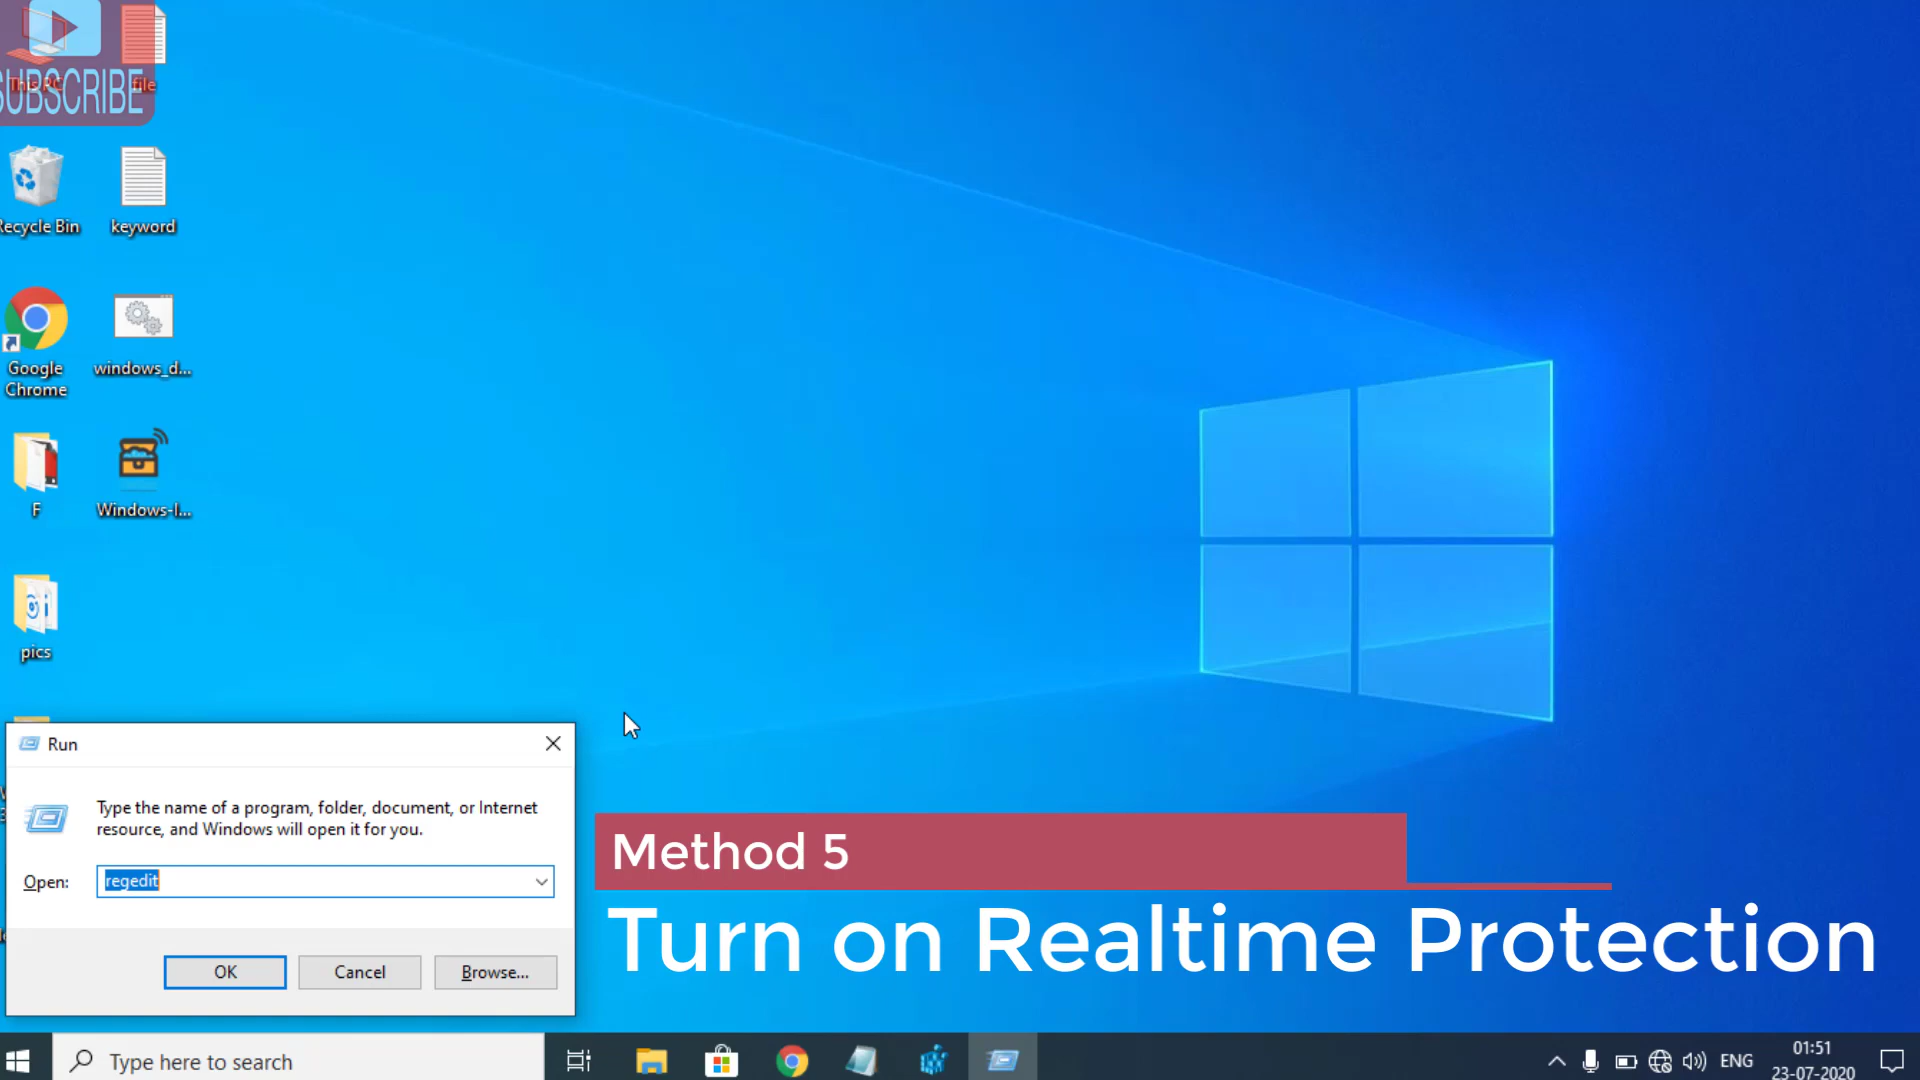 This PC
file
SUBSCRIBE
Recycle Bin
keyword
Google
Chrome
windows_d...
F
Windows-I...
pics
Run
Type the name of a program, folder, document, or Internet
resource, and Windows will open it for you.
Open:
regedit
OK
Cancel
Browse...
Method 5
Turn on Realtime Protection
Type here to search
ENG
01:51
23-07-2020